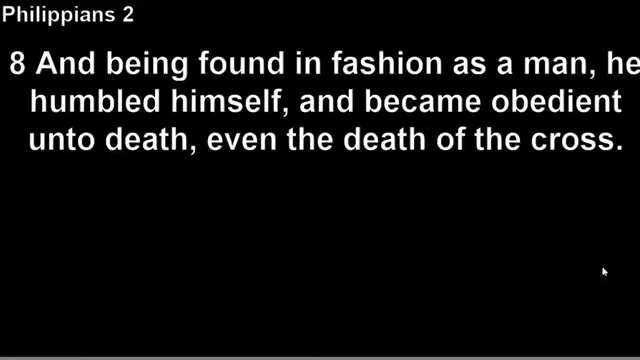 Philippians 2
8 And being found in fashion as a man, he
humbled himself, and became obedient
unto death, even the death of the cross.